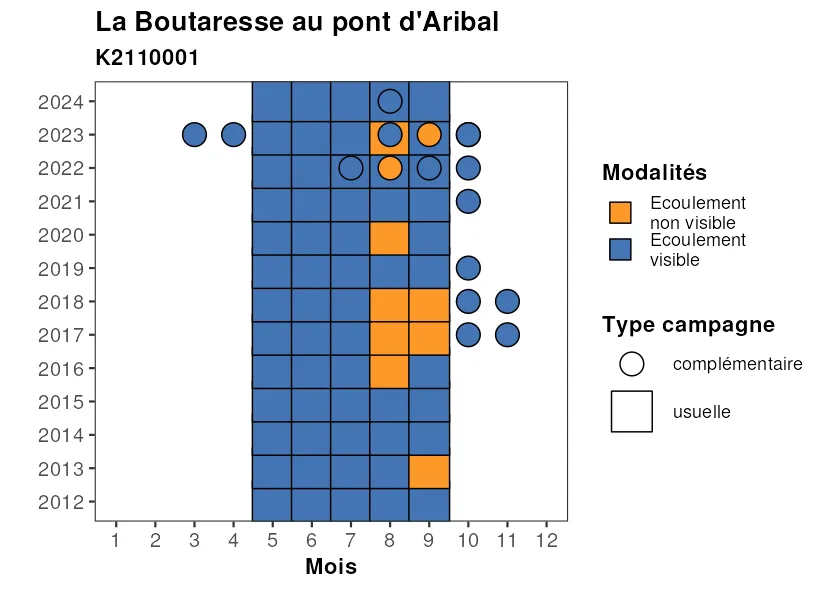 La Boutaresse au pont d'Aribal
K2110001
2024
2023
2022
2021
2020
2019
2018
2017
2016
2015
2014
2013
2012
1 2 3 4 5 6 7 8 9 10 11 12
Mois
Modalités
Ecoulement
non visible
Ecoulement
visible
Type campagne
complémentaire
usuelle